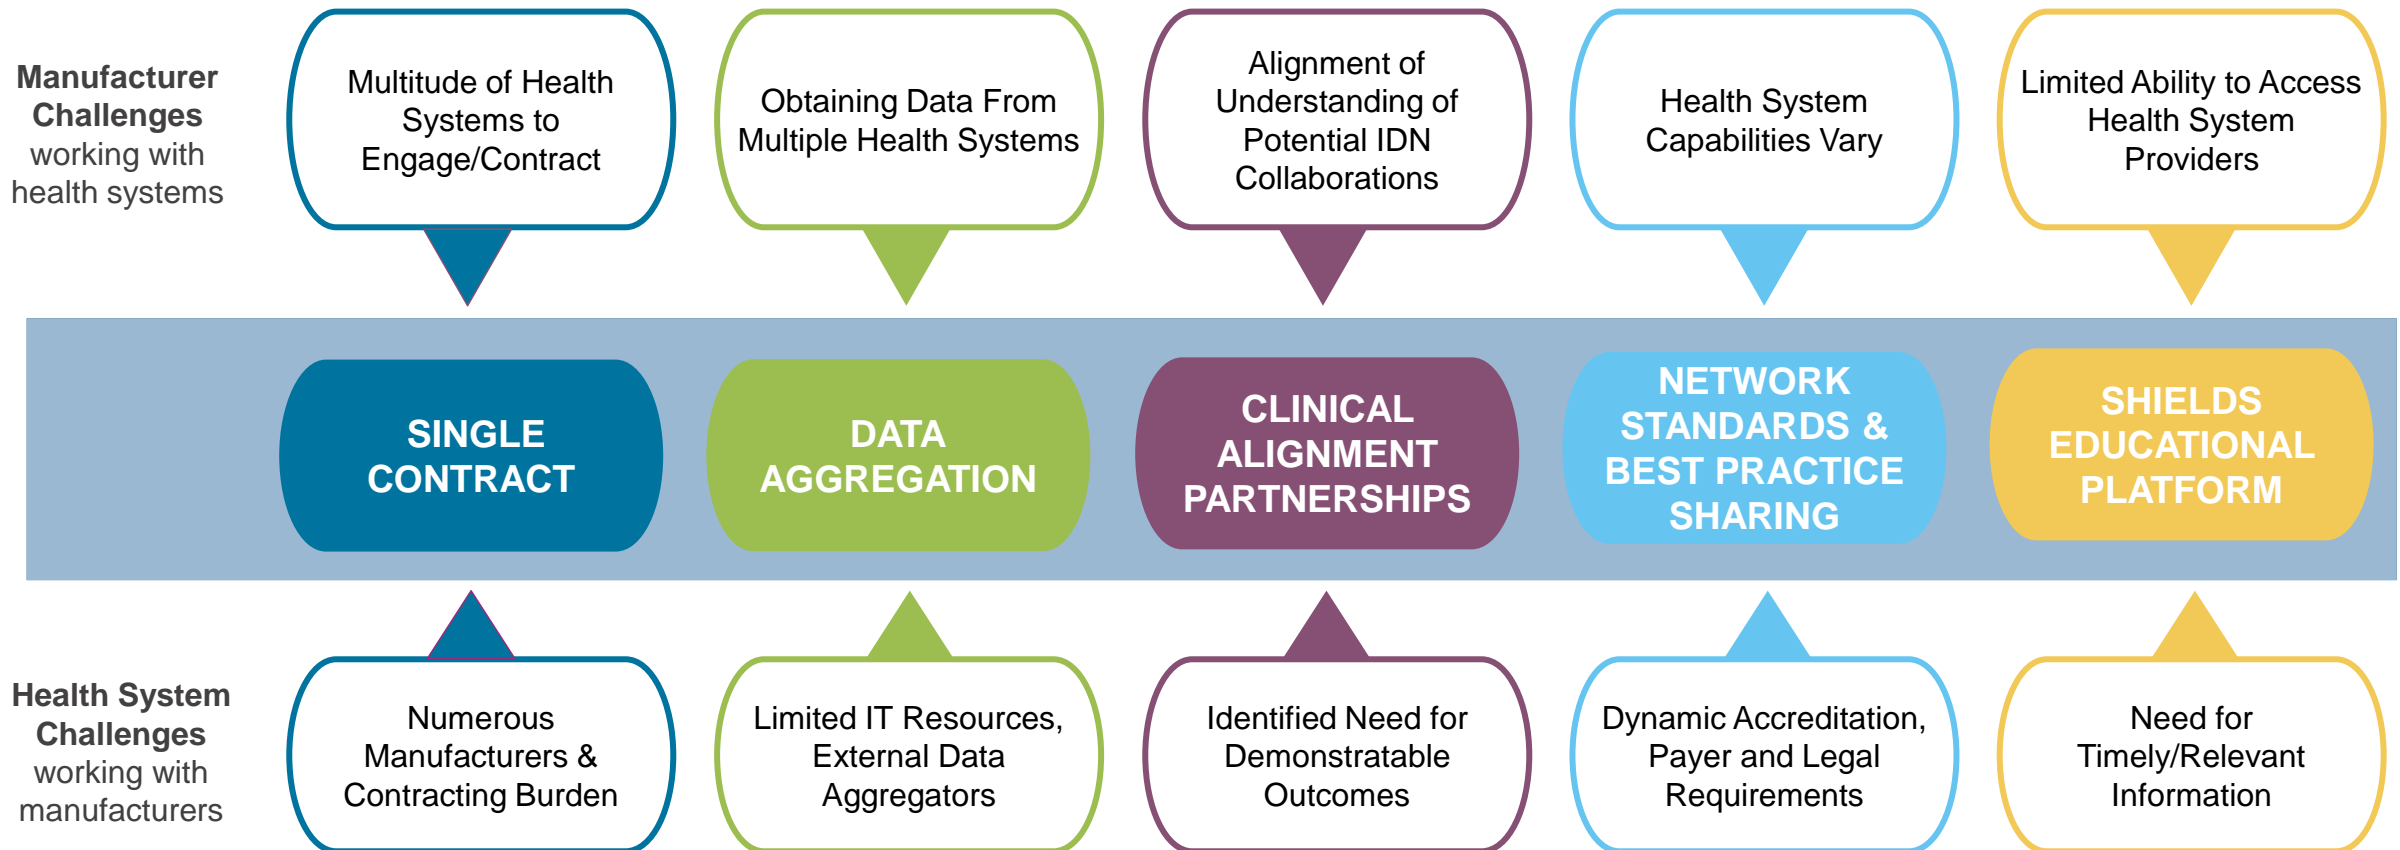 Manufacturer
Challenges
working with
health systems
Multitude of Health
Systems to
Engage/Contract
Obtaining Data From
Multiple Health Systems
Alignment of
Understanding of
Potential IDN
Collaborations
Health System
Capabilities Vary
Limited Ability to Access
Health System
Providers
SINGLE
CONTRACT
DATA
AGGREGATION
CLINICAL
ALIGNMENT
PARTNERSHIPS
NETWORK
STANDARDS &
BEST PRACTICE
SHARING
SHIELDS
EDUCATIONAL
PLATFORM
Health System
Challenges
working with
manufacturers
Numerous
Manufacturers &
Contracting Burden
Limited IT Resources,
External Data
Aggregators
Identified Need for
Demonstratable
Outcomes
Dynamic Accreditation,
Payer and Legal
Requirements
Need for
Timely/Relevant
Information